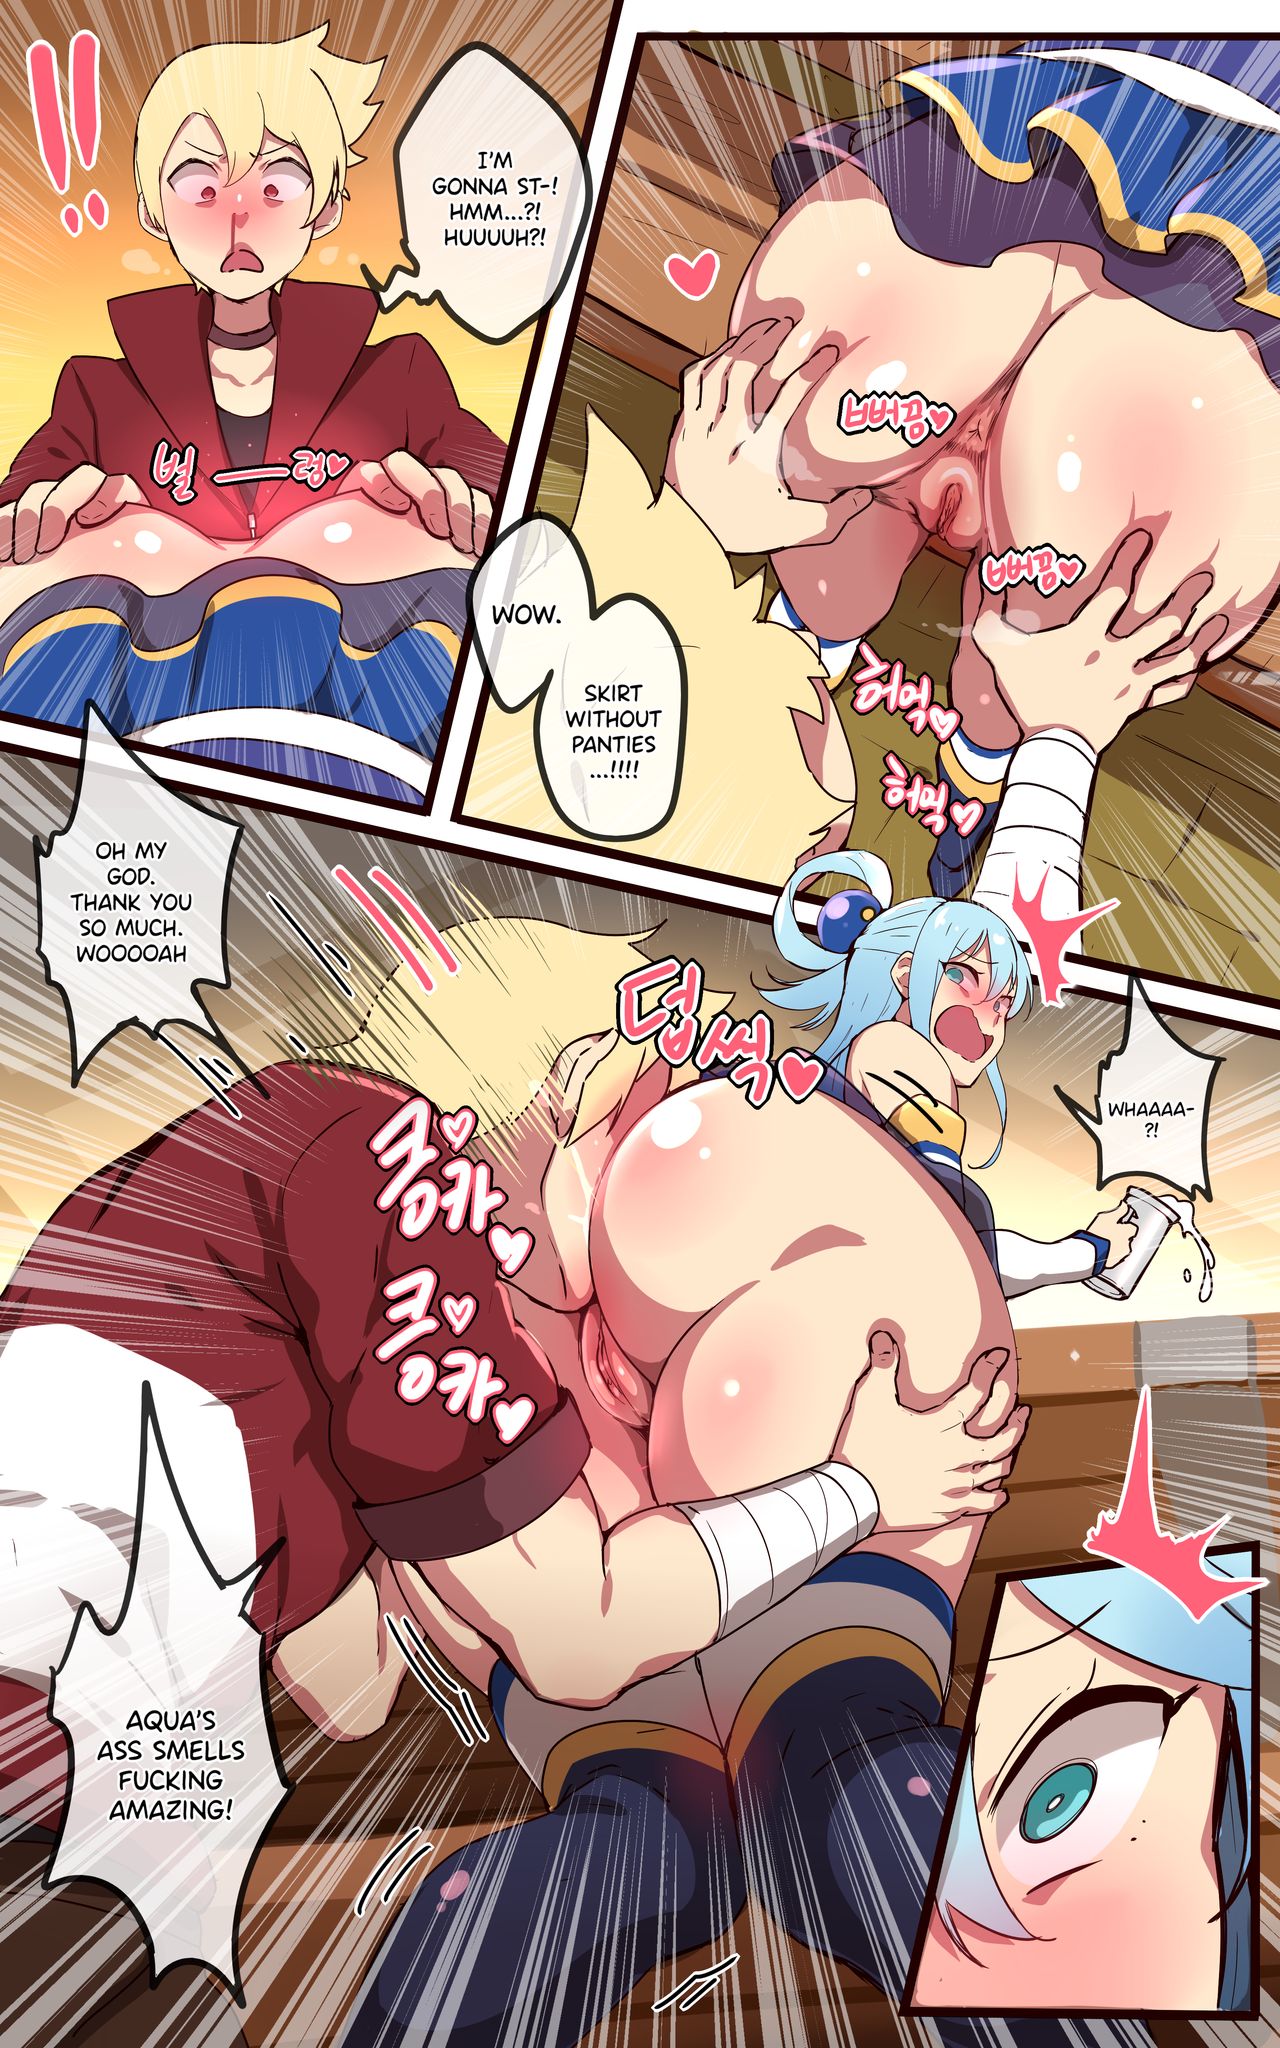 I'M
GONNA ST-!
HMM...?!
HUUUUH?!
벌 ──렁♥
뻐끔♥
뻐끔♥
허억♥
허억♥
WOW.
SKIRT
WITHOUT
PANTIES
...!!!!
OH MY
GOD.
THANK YOU
SO MUCH.
WOOOOAH
덥썩♥
WHAAAA-
?!
킁카♥
킁카♥
AQUA'S
ASS SMELLS
FUCKING
AMAZING!